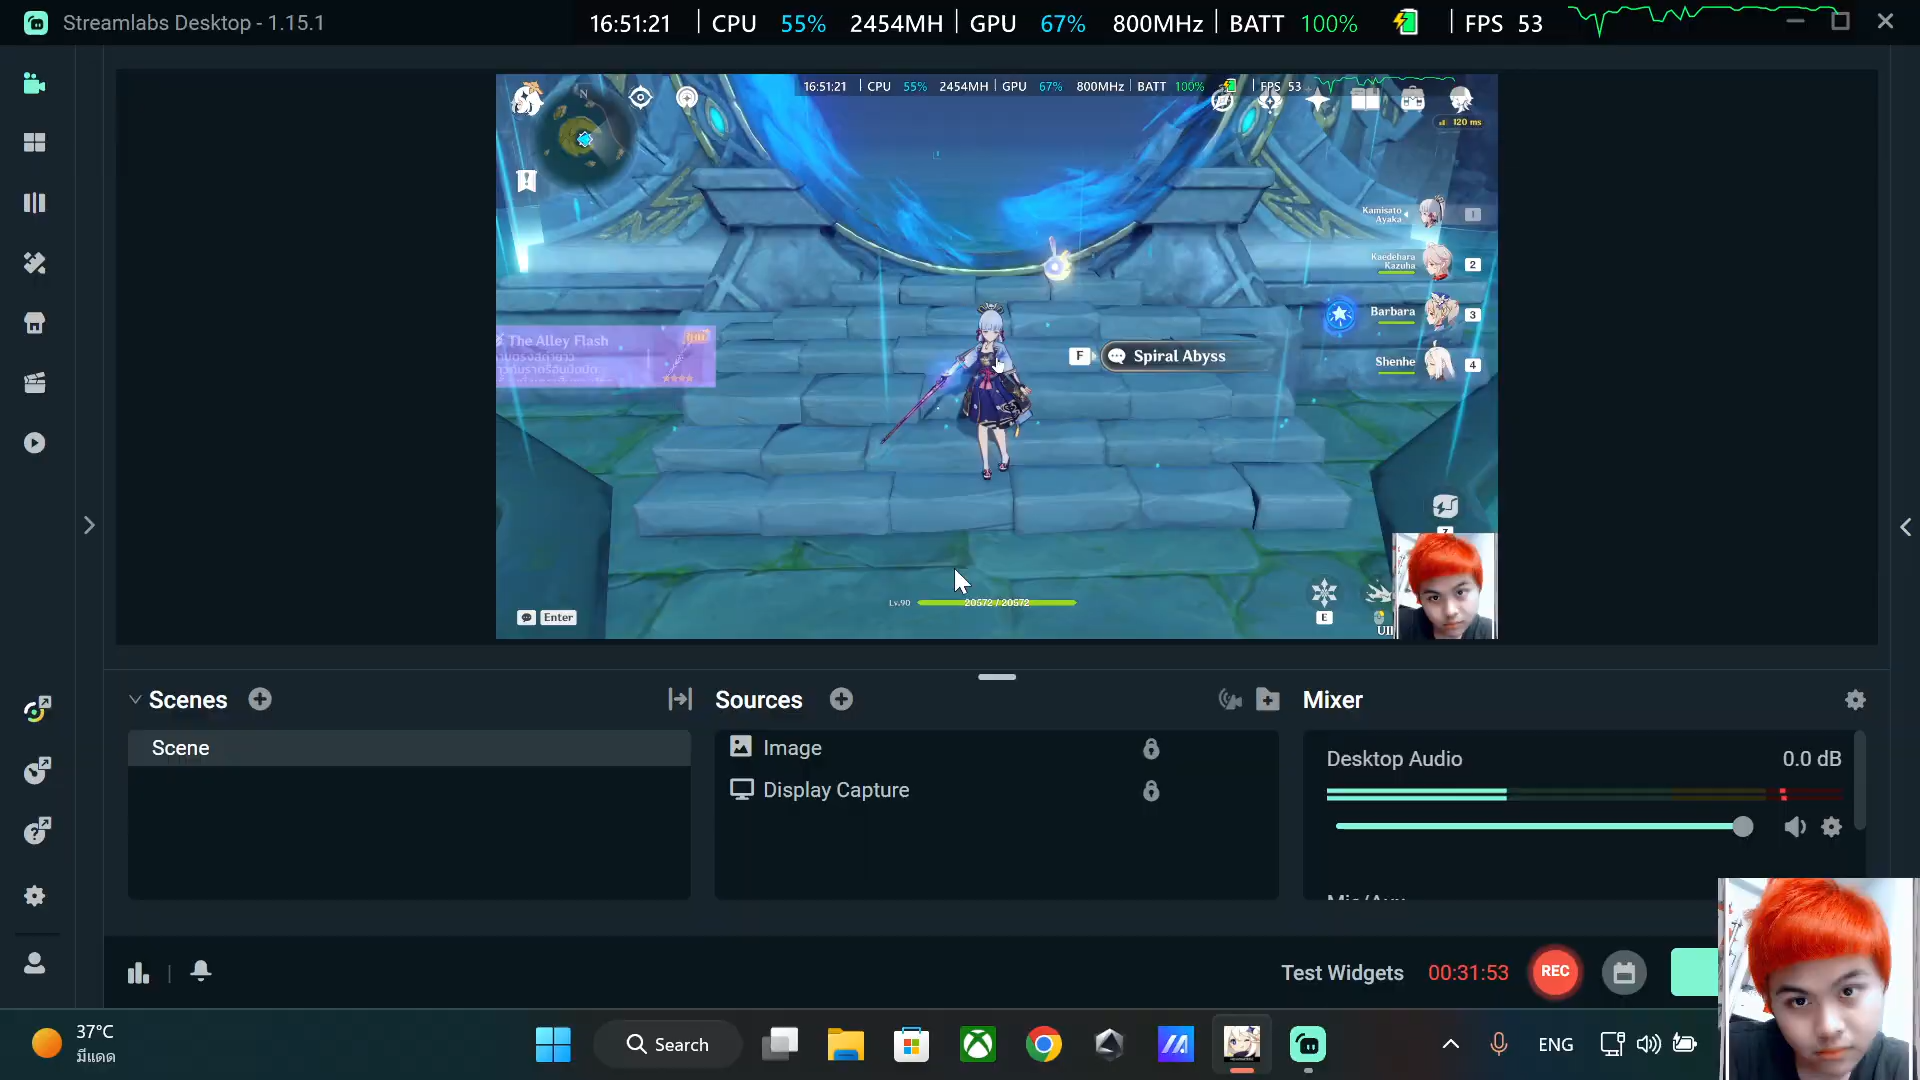 Streamlabs Desktop - 1.15.1
16:51:21 CPU 55% 2454MH GPU 67% 800MHz BATT 100% FPS 53
16:51:21 CPU 55% 2454MH GPU 67% 800MHz BATT 100% FPS 53
N
120 ms
Kamisato
Ayaka
Kaedehara
Kazuha
2
Barbara
3
Shenhe
4
The Alley Flash
F
Spiral Abyss
Lv.90
20572 / 20572
Enter
Z
E
UI
Scenes
Sources
Mixer
Scene
Image
Display Capture
Desktop Audio
0.0 dB
Test Widgets
00:31:53
REC
37°C
มีแดด
Search
ENG